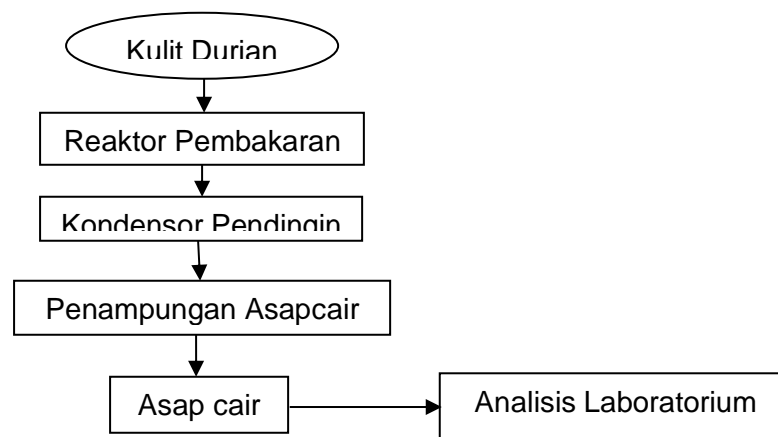 Kulit Durian
Reaktor Pembakaran
Kondensor Pendingin
Penampungan Asapcair
Asap cair
Analisis Laboratorium